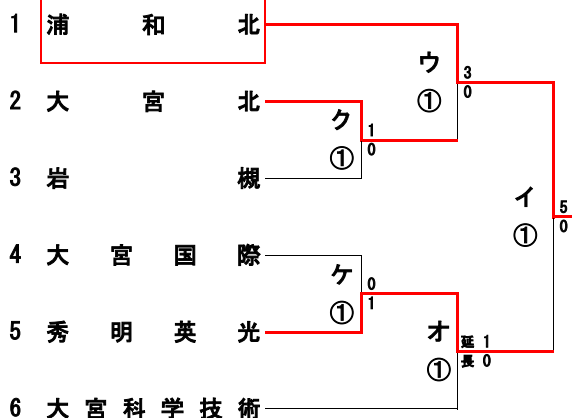 1 浦和北
ウ
3
① 0
2 大宮北
ク 1
① 0
3 岩槻
イ
5
① 0
4 大宮国際
ケ 0
① 1
5 秀明英光
オ 延 1
① 長 0
6 大宮科学技術